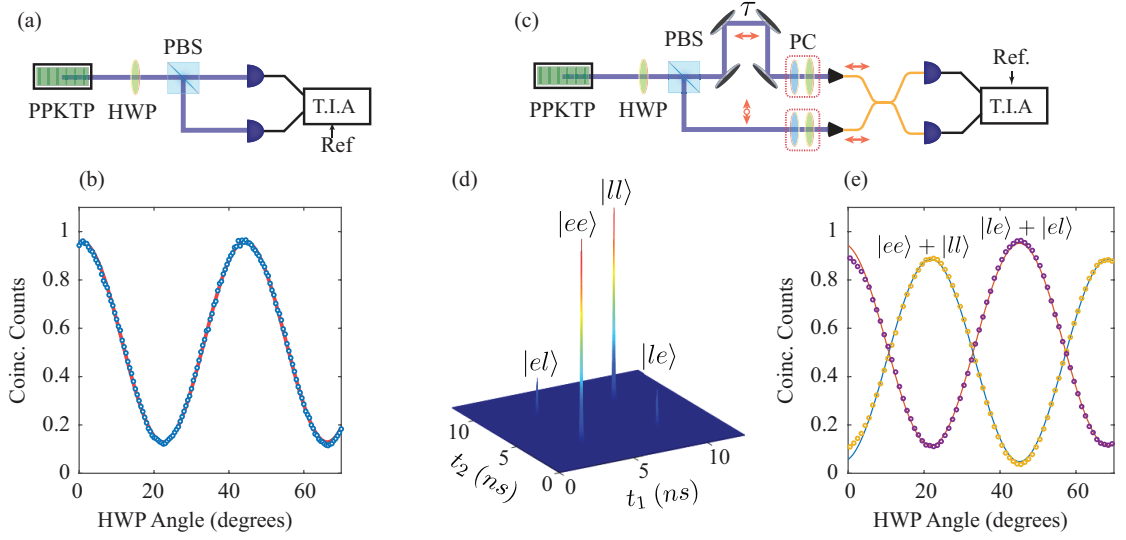 (a)
PBS
PPKTP
HWP
T.I.A
Ref
(c)
τ
PBS
PC
Ref.
PPKTP
HWP
T.I.A
(b)
1
0.8
0.6
0.4
0.2
0
0
20
40
60
Coinc. Counts
HWP Angle (degrees)
(d)
|ll⟩
|ee⟩
|el⟩
|le⟩
10
5
0
0
5
10
t₂ (ns)
t₁ (ns)
(e)
|ee⟩ + |ll⟩
|le⟩ + |el⟩
1
0.8
0.6
0.4
0.2
0
0
20
40
60
Coinc. Counts
HWP Angle (degrees)